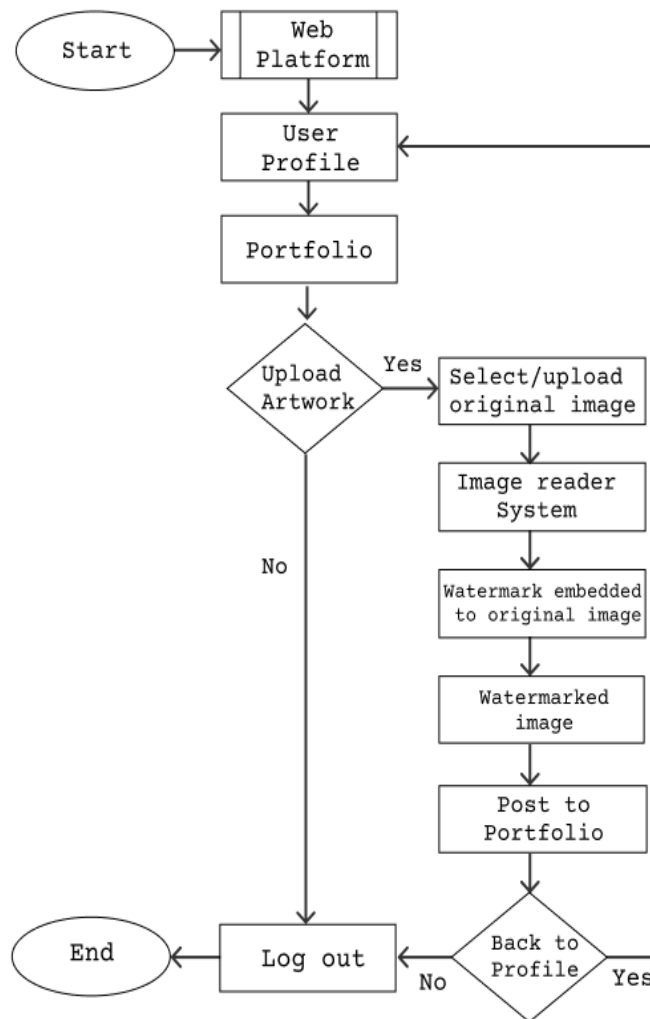 Start
Web
Platform
User
Profile
Portfolio
Upload
Artwork
Yes
Select/upload
original image
Image reader
System
No
Watermark embedded
to original image
Watermarked
image
Post to
Portfolio
Back to
Profile
No
Yes
Log out
End